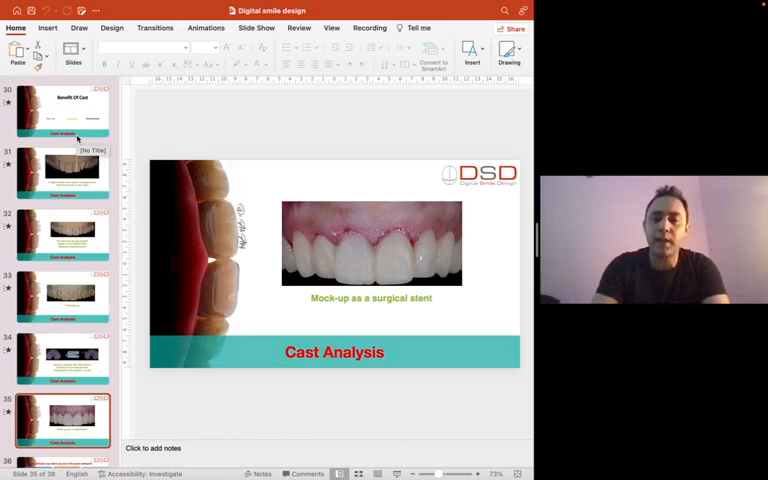 Digital smile design
Home Insert Draw Design Transitions Animations Slide Show Review View Recording Tell me Share
Paste Slides Convert to SmartArt Insert Drawing
30
Benefit Of Cast
Cast Analysis
[No Title]
31
Cast Analysis
32
Cast Analysis
33
Cast Analysis
34
Cast Analysis
35
Cast Analysis
36
DSD
Digital Smile Design
Mock-up as a surgical stent
Cast Analysis
Click to add notes
Slide 35 of 38 English Accessibility: Investigate Notes Comments 73%